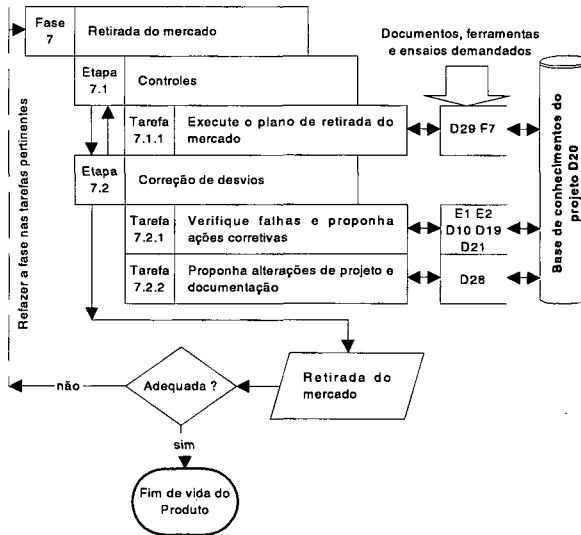 Fase
7
Retirada do mercado
Documentos, ferramentas
e ensaios demandados
Etapa
7.1
Controles
Tarefa
7.1.1
Execute o plano de retirada do
mercado
D29 F7
Etapa
7.2
Correção de desvios
Tarefa
7.2.1
Verifique falhas e proponha
ações corretivas
E1 E2
D10 D19
D21
Tarefa
7.2.2
Proponha alterações de projeto e
documentação
D28
Base de conhecimentos do
projeto D20
Refazer a fase nas tarefas pertinentes
não
Adequada ?
Retirada do
mercado
sim
Fim de vida do
Produto